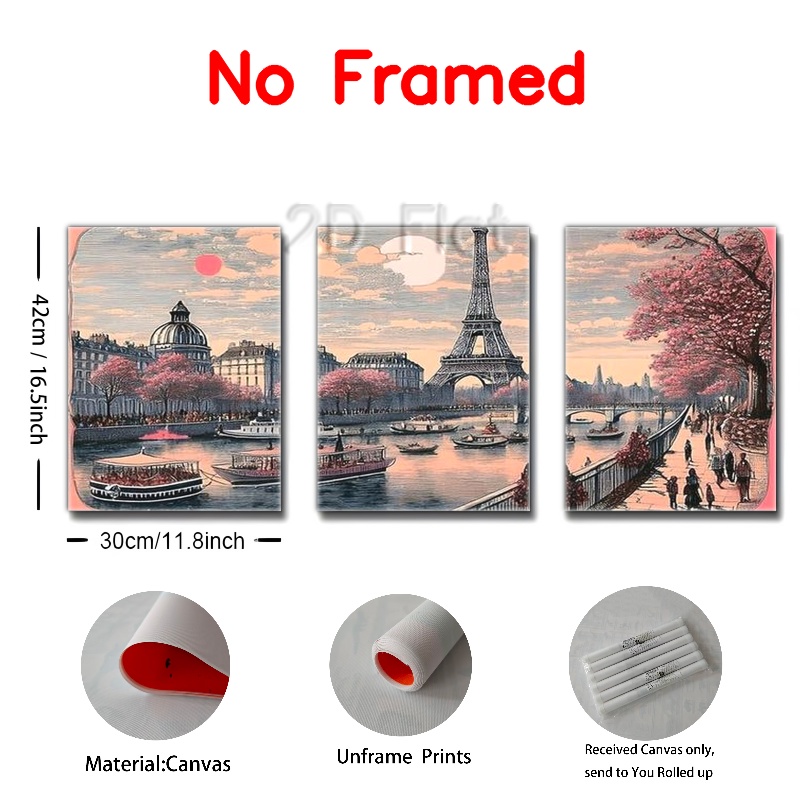 No Framed
2D Flat
42cm / 16.5inch
30cm/11.8inch
Material:Canvas
Unframe Prints
Received Canvas only,
send to You Rolled up